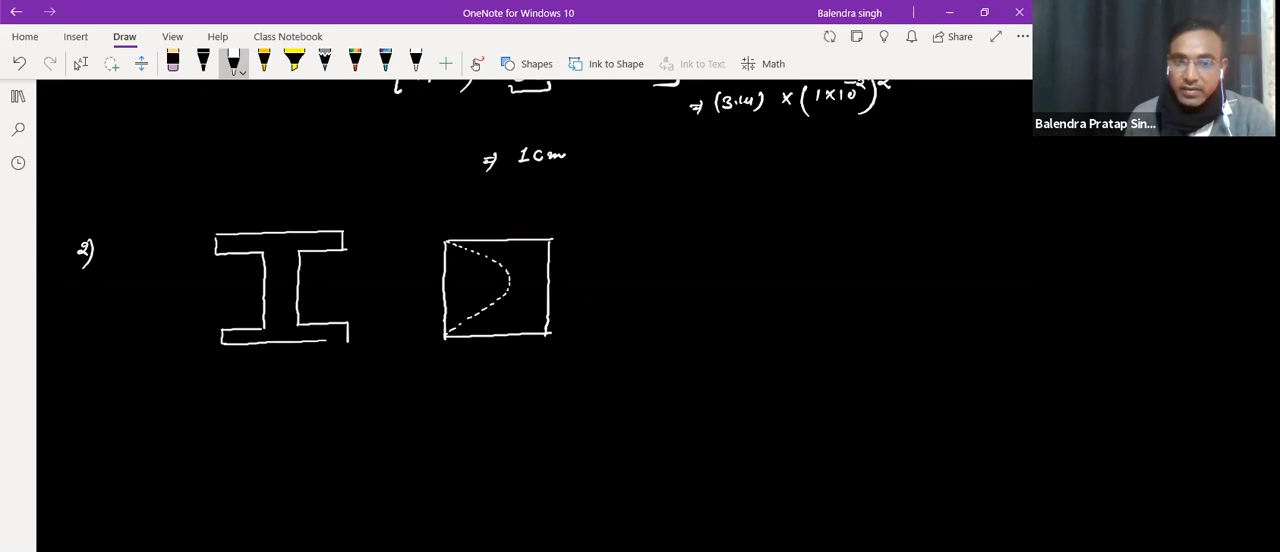 OneNote for Windows 10
Balendra singh
Home Insert Draw View Help Class Notebook
Share
Shapes Ink to Shape Ink to Text Math
⇒ (3.14) × (1×10⁻²)²
⇒ 1cm
2)
Balendra Pratap Sin...